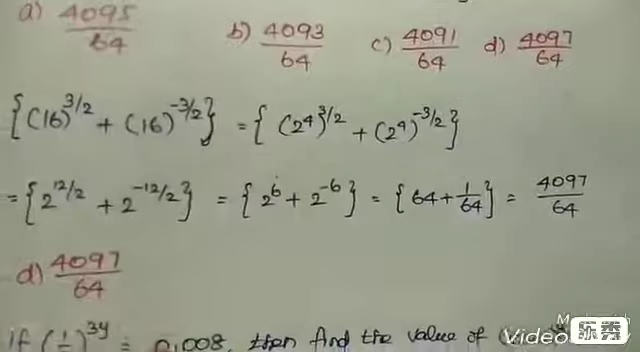 a) 4095/64 b) 4093/64 c) 4091/64 d) 4097/64
{(16)^3/2 + (16)^-3/2} = { (2^4)^3/2 + (2^4)^-3/2}
= {2^12/2 + 2^-12/2} = {2^6 + 2^-6} = {64 + 1/64} = 4097/64
d) 4097/64
if ( )^3y = 0.008, then find the value of (
Video 乐秀